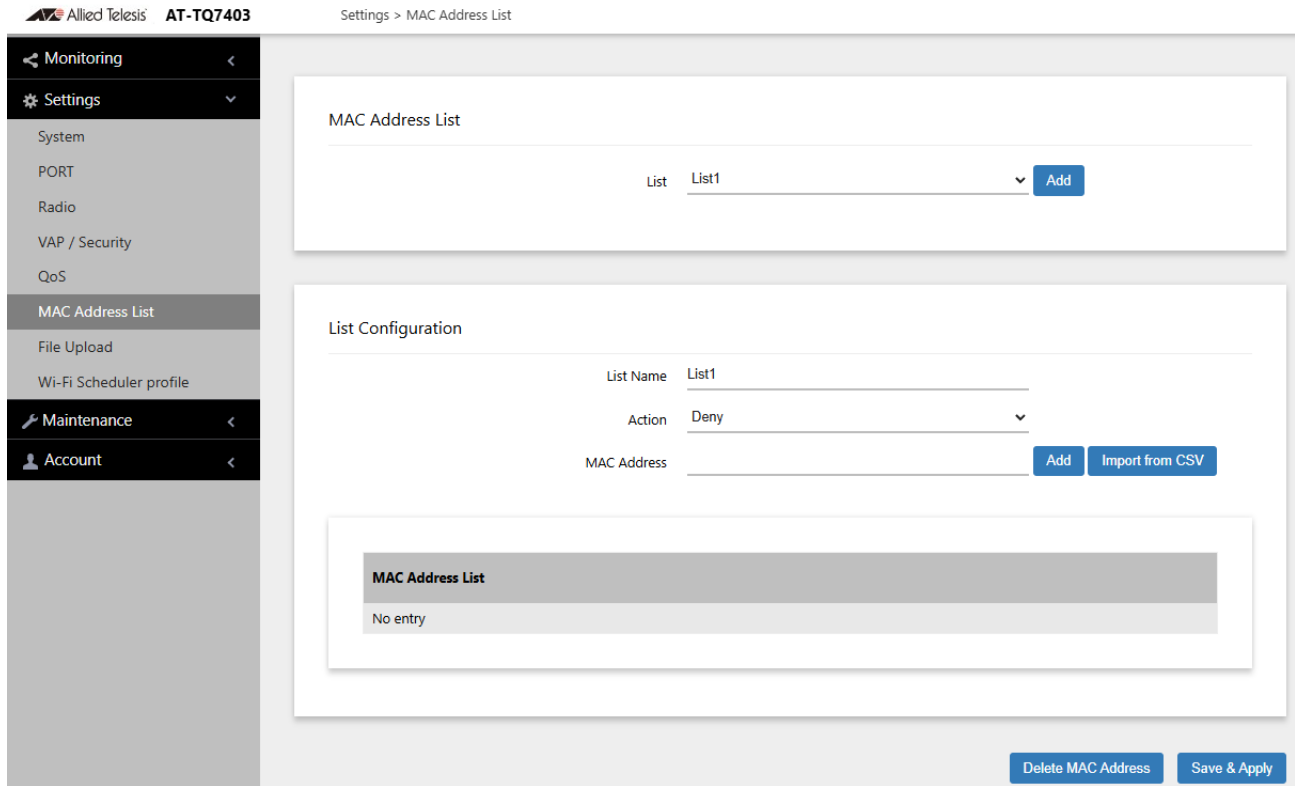 Allied Telesis AT-TQ7403
Settings > MAC Address List
Monitoring
Settings
System
PORT
Radio
VAP / Security
QoS
MAC Address List
File Upload
Wi-Fi Scheduler profile
Maintenance
Account
MAC Address List
List List1 Add
List Configuration
List Name List1
Action Deny
MAC Address Add Import from CSV
MAC Address List
No entry
Delete MAC Address Save & Apply